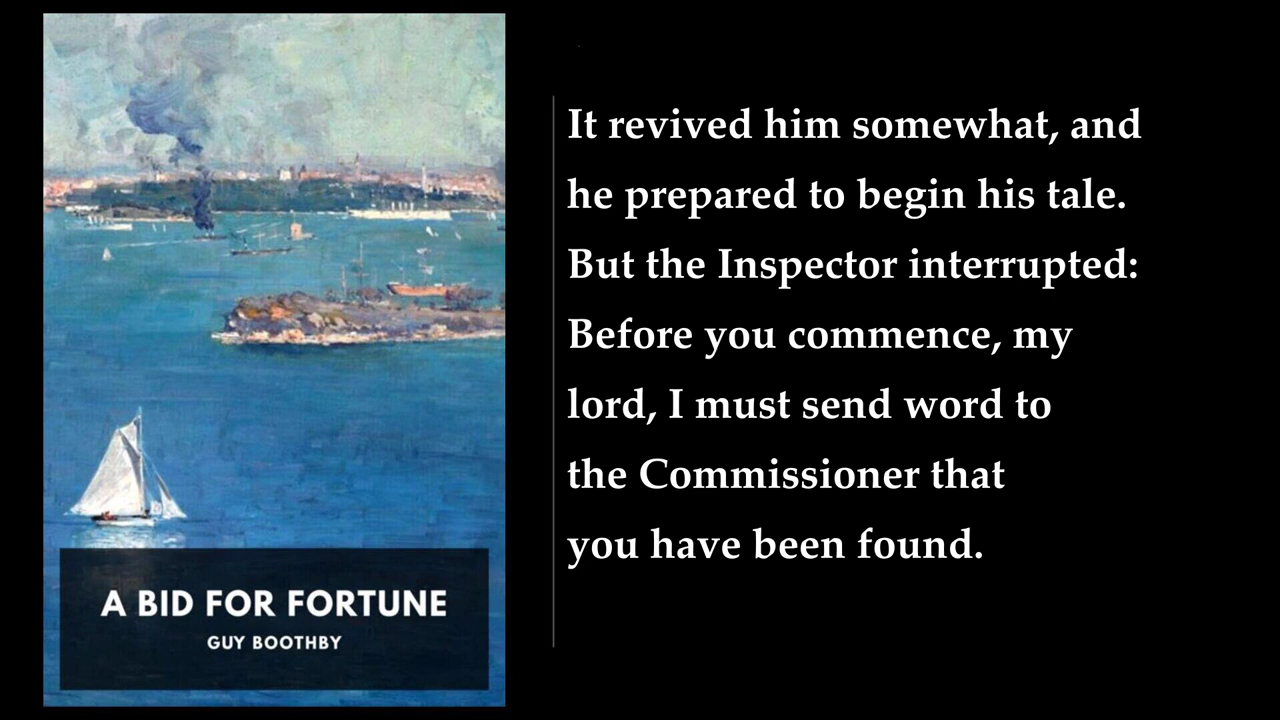 It revived him somewhat, and
he prepared to begin his tale.
But the Inspector interrupted:
Before you commence, my
lord, I must send word to
the Commissioner that
you have been found.
A BID FOR FORTUNE
GUY BOOTHBY